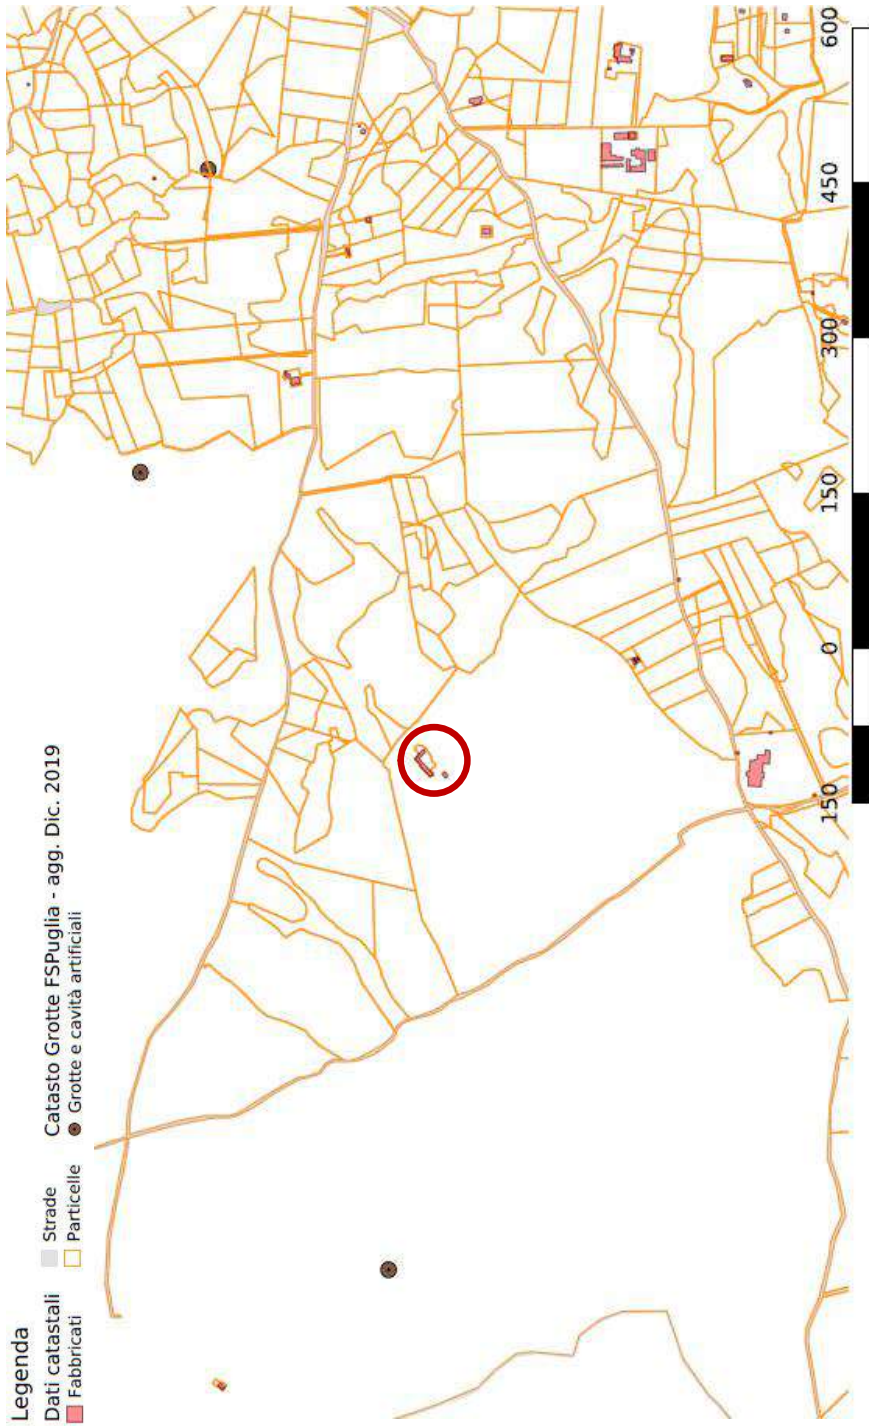 Legenda
Dati catastali
Fabbricati
Strade
Particelle
Catasto Grotte FSPuglia - agg. Dic. 2019
Grotte e cavità artificiali
150 0 150 300 450 600